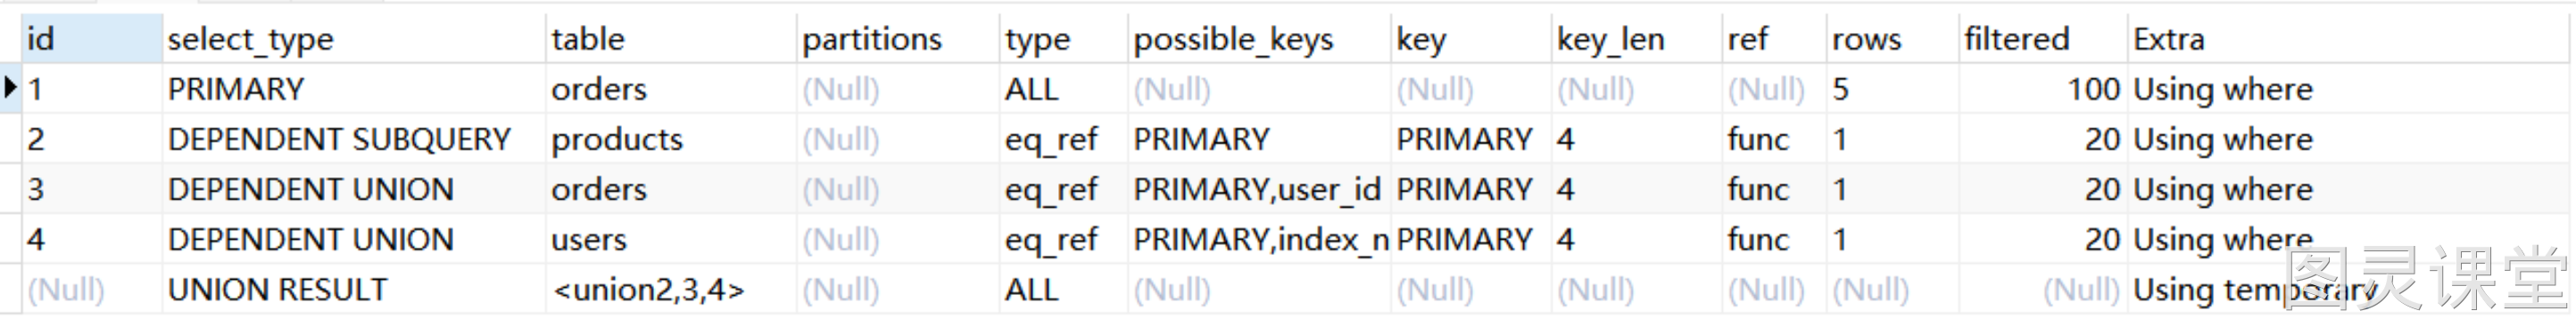 id select_type table partitions type possible_keys key key_len ref rows filtered Extra
1 PRIMARY orders (Null) ALL (Null) (Null) (Null) (Null) 5 100 Using where
2 DEPENDENT SUBQUERY products (Null) eq_ref PRIMARY PRIMARY 4 func 1 20 Using where
3 DEPENDENT UNION orders (Null) eq_ref PRIMARY,user_id PRIMARY 4 func 1 20 Using where
4 DEPENDENT UNION users (Null) eq_ref PRIMARY,index_n PRIMARY 4 func 1 20 Using where
(Null) UNION RESULT <union2,3,4> (Null) ALL (Null) (Null) (Null) (Null) (Null) (Null) Using temporary
图灵课堂